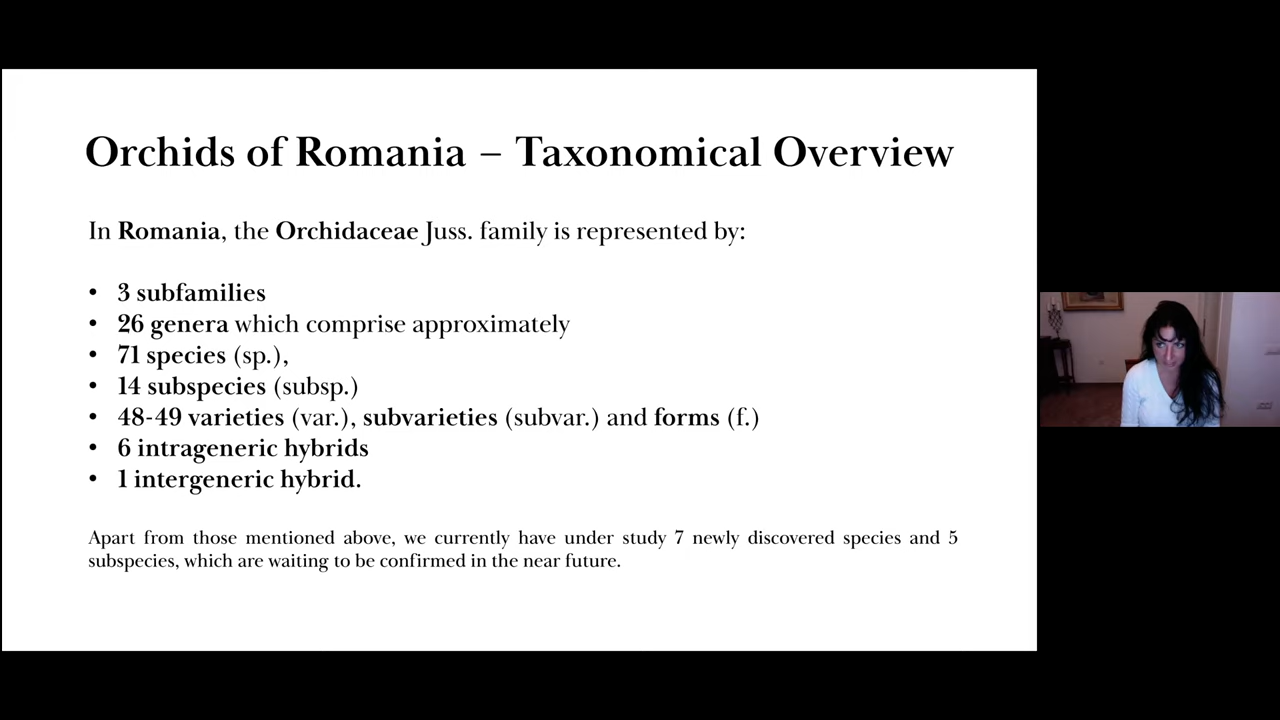 Orchids of Romania – Taxonomical Overview
In Romania, the Orchidaceae Juss. family is represented by:
• 3 subfamilies
• 26 genera which comprise approximately
• 71 species (sp.),
• 14 subspecies (subsp.)
• 48-49 varieties (var.), subvarieties (subvar.) and forms (f.)
• 6 intrageneric hybrids
• 1 intergeneric hybrid.
Apart from those mentioned above, we currently have under study 7 newly discovered species and 5
subspecies, which are waiting to be confirmed in the near future.